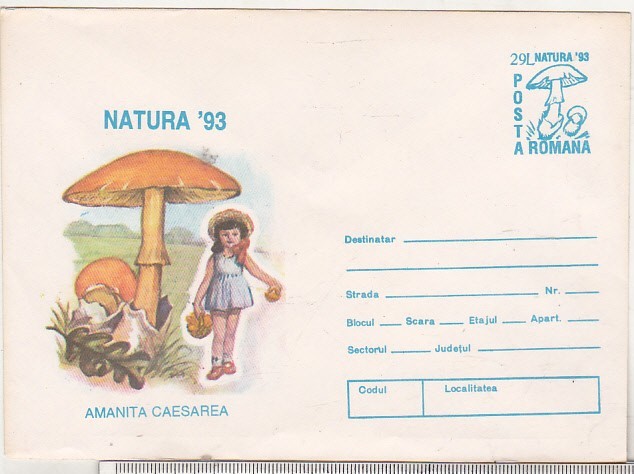 NATURA '93
AMANITA CAESAREA
29L NATURA '93
POSTA ROMANA
Destinatar
Strada Nr.
Blocul Scara Etajul Apart.
Sectorul Județul
Codul Localitatea